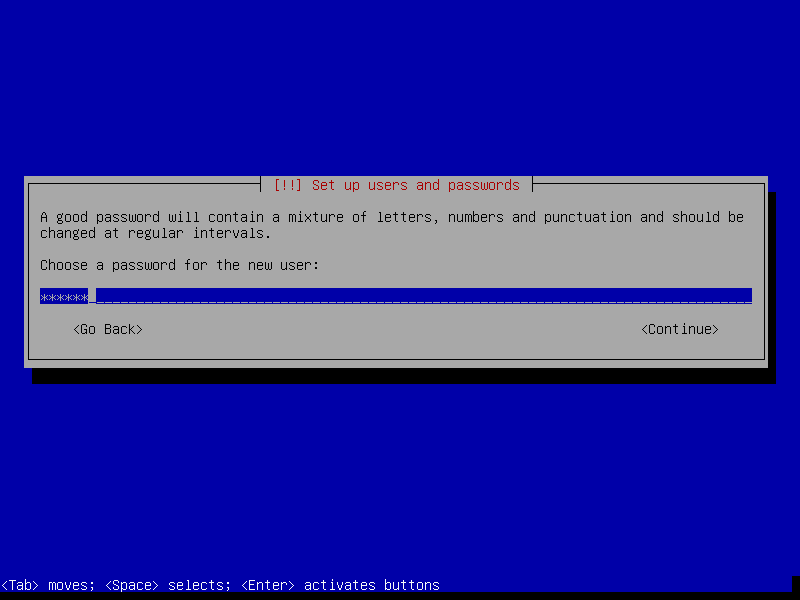 [!!] Set up users and passwords
A good password will contain a mixture of letters, numbers and punctuation and should be
changed at regular intervals.
Choose a password for the new user:
******
<Go Back> <Continue>
<Tab> moves; <Space> selects; <Enter> activates buttons